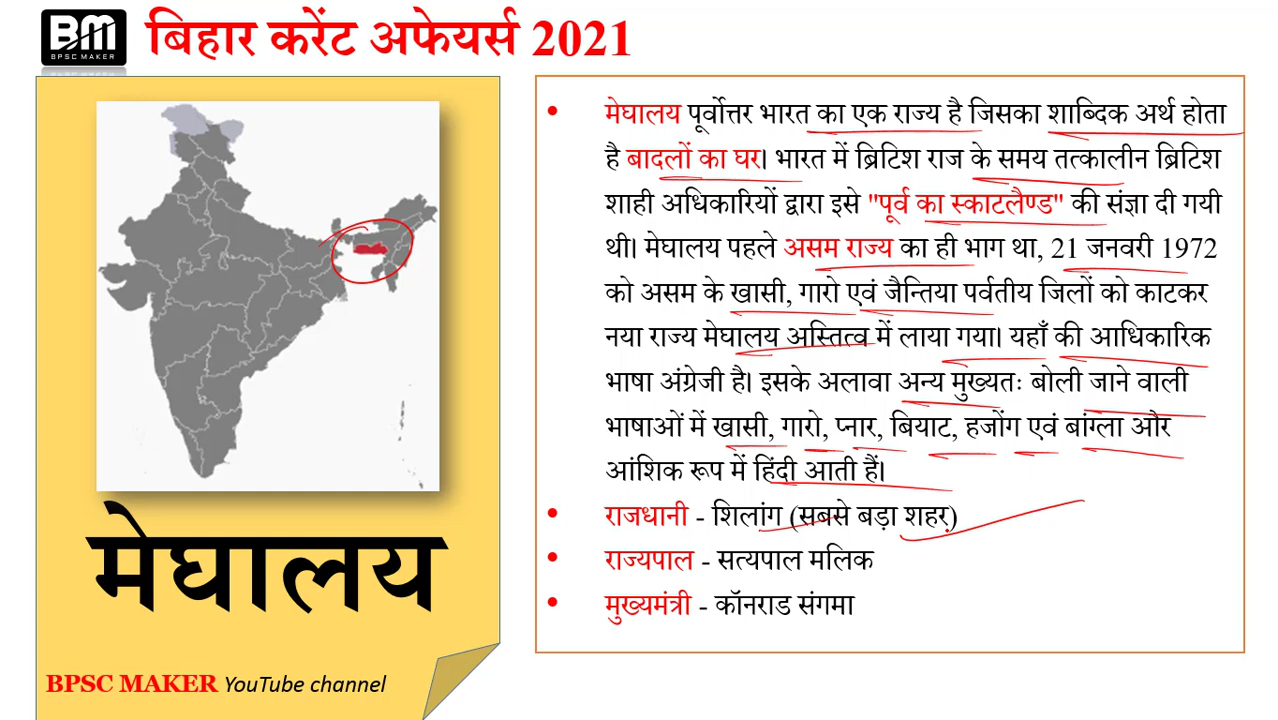 BM
BPSC MAKER
बिहार करेंट अफेयर्स 2021
मेघालय
BPSC MAKER YouTube channel
• मेघालय पूर्वोत्तर भारत का एक राज्य है जिसका शाब्दिक अर्थ होता
है बादलों का घर। भारत में ब्रिटिश राज के समय तत्कालीन ब्रिटिश
शाही अधिकारियों द्वारा इसे "पूर्व का स्काटलैण्ड" की संज्ञा दी गयी
थी। मेघालय पहले असम राज्य का ही भाग था, 21 जनवरी 1972
को असम के खासी, गारो एवं जैन्तिया पर्वतीय जिलों को काटकर
नया राज्य मेघालय अस्तित्व में लाया गया। यहाँ की आधिकारिक
भाषा अंग्रेजी है। इसके अलावा अन्य मुख्यतः बोली जाने वाली
भाषाओं में खासी, गारो, प्नार, बियाट, हजोंग एवं बांग्ला और
आंशिक रूप में हिंदी आती हैं।
• राजधानी - शिलांग (सबसे बड़ा शहर)
• राज्यपाल - सत्यपाल मलिक
• मुख्यमंत्री - कॉनराड संगमा